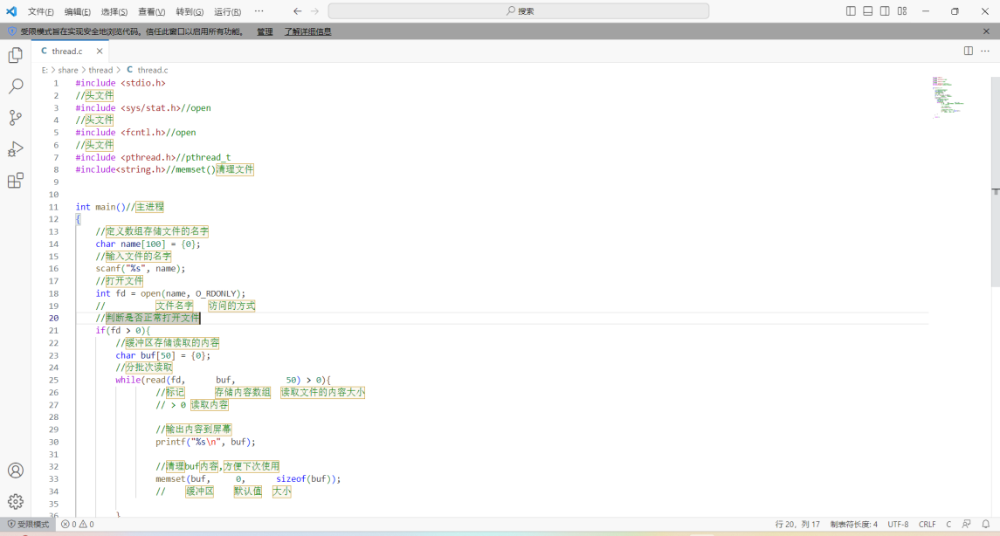 文件(F) 编辑(E) 选择(S) 查看(V) 转到(G) 运行(R) ··· 搜索
受限模式旨在实现安全地浏览代码。信任此窗口以启用所有功能。 管理 了解详细信息
C thread.c
E: > share > thread > C thread.c
1 #include <stdio.h>
2 //头文件
3 #include <sys/stat.h>//open
4 //头文件
5 #include <fcntl.h>//open
6 //头文件
7 #include <pthread.h>//pthread_t
8 #include<string.h>//memset()清理文件
9
10
11 int main()//主进程
12 {
13 //定义数组存储文件的名字
14 char name[100] = {0};
15 //输入文件的名字
16 scanf("%s", name);
17 //打开文件
18 int fd = open(name, O_RDONLY);
19 // 文件名字 访问的方式
20 //判断是否正常打开文件
21 if(fd > 0){
22 //缓冲区存储读取的内容
23 char buf[50] = {0};
24 //分批次读取
25 while(read(fd, buf, 50) > 0){
26 //标记 存储内容数组 读取文件的内容大小
27 // > 0 读取内容
28
29 //输出内容到屏幕
30 printf("%s\n", buf);
31
32 //清理buf内容,方便下次使用
33 memset(buf, 0, sizeof(buf));
34 // 缓冲区 默认值 大小
35
36 }
受限模式 0 0 行 20，列 17 制表符长度: 4 UTF-8 CRLF C